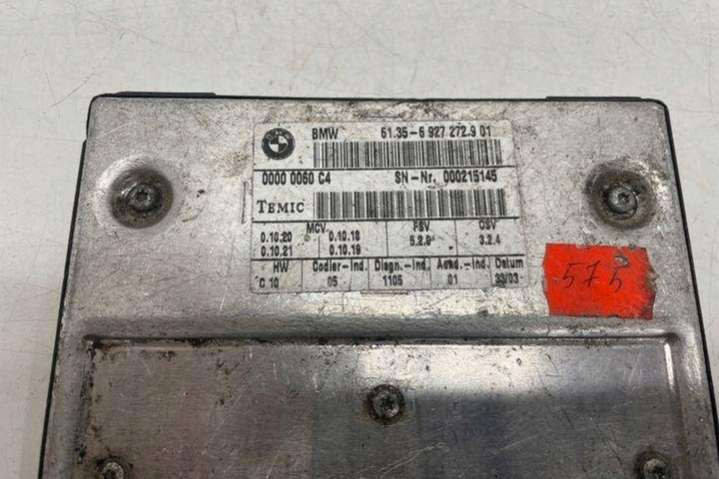 BMW 61.35-6 927 272.9 01
0000 0060 C4 SN-Nr. 000215145
TEMIC
MCV FSV OSV
0.10.20 0.10.18 5.2.0 3.2.4
0.10.21 0.10.19
HW Codier-Ind. Diagn.-Ind. Aend.-Ind. Datum
C 10 05 1105 01 33/03
575